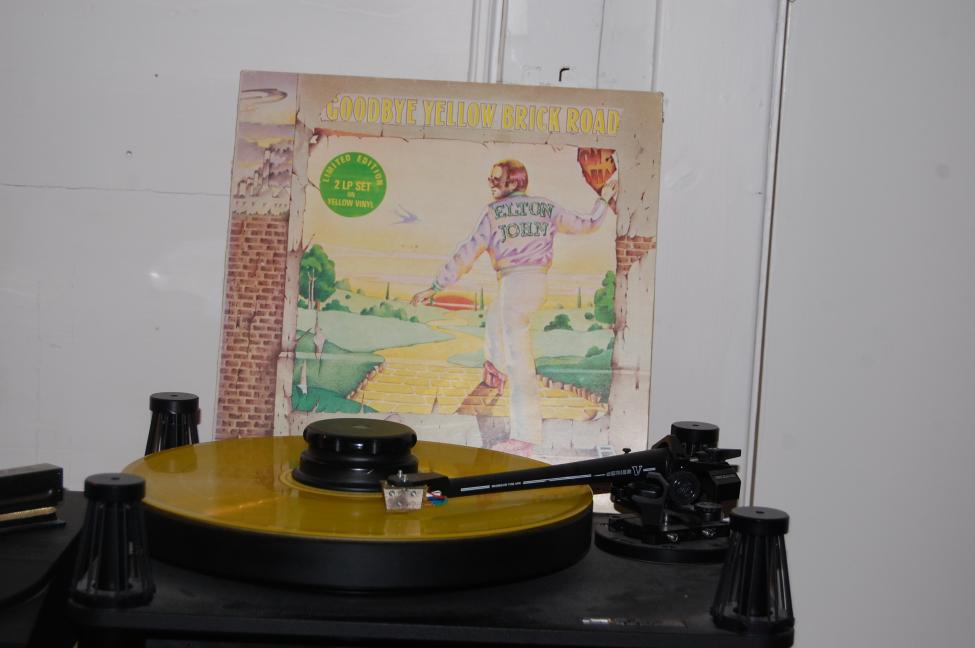 GOODBYE YELLOW BRICK ROAD
LIMITED EDITION
2 LP SET
ON
YELLOW VINYL
ELTON
JOHN
SERIES V